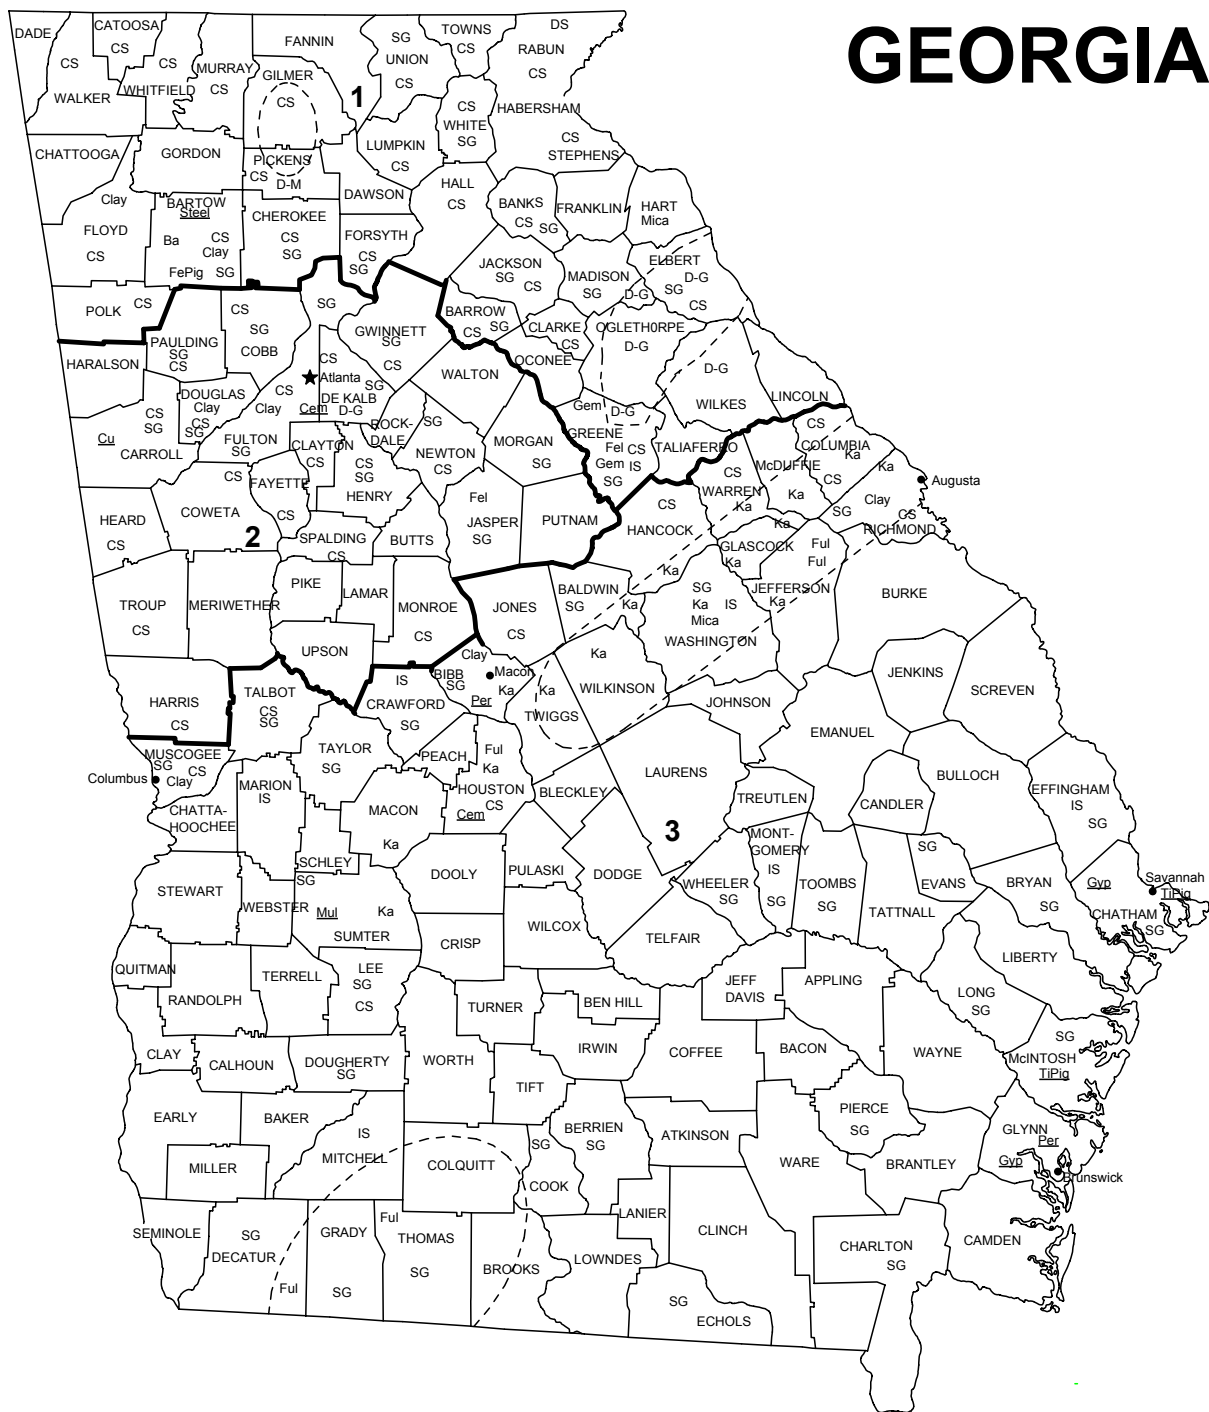 GEORGIA
DADE
CATOOSA
CS
CS
WALKER
CS
WHITFIELD
MURRAY
CS
FANNIN
GILMER
CS
1
SG
UNION
CS
TOWNS
CS
DS
RABUN
CS
HABERSHAM
CS
STEPHENS
CS
WHITE
SG
LUMPKIN
CS
CHATTOOGA
GORDON
PICKENS
CS
D-M
DAWSON
HALL
CS
BANKS
CS
SG
FRANKLIN
HART
Mica
Clay
FLOYD
CS
BARTOW
Steel
Ba
CS
Clay
FePig
SG
CHEROKEE
CS
SG
FORSYTH
CS
SG
JACKSON
SG
CS
MADISON
SG
D-G
ELBERT
D-G
SG
CS
POLK
CS
PAULDING
SG
CS
CS
SG
COBB
SG
GWINNETT
SG
CS
BARROW
CS
SG
CLARKE
CS
OCONEE
OGLETH0RPE
D-G
D-G
WILKES
LINCOLN
HARALSON
CS
SG
Cu
CARROLL
DOUGLAS
Clay
CS
SG
CS
Clay
FULTON
SG
CS
Atlanta
DE KALB
SG
Cem
D-G
ROCK-
DALE
SG
NEWTON
CS
WALTON
MORGAN
SG
Gem
D-G
GREENE
Fel
CS
Gem
IS
SG
TALIAFERRO
CS
COLUMBIA
Ka
McDUFFIE
Ka
CS
SG
Ka
Clay
CS
RICHMOND
Augusta
CS
WARREN
Ka
CS
HANCOCK
Ka
GLASCOCK
Ka
Ka
Ful
Ful
JEFFERSON
Ka
CLAYTON
CS
CS
SG
HENRY
FAYETTE
CS
CS
COWETA
HEARD
CS
2
SPALDING
CS
BUTTS
Fel
JASPER
SG
PUTNAM
TROUP
CS
MERIWETHER
PIKE
LAMAR
MONROE
CS
UPSON
JONES
CS
BALDWIN
SG
Ka
SG
Ka
IS
Mica
WASHINGTON
BURKE
SCREVEN
JENKINS
HARRIS
CS
TALBOT
CS
SG
IS
CRAWFORD
SG
Clay
BIBB
SG
Macon
Ka
Per
Ka
TWIGGS
Ka
WILKINSON
JOHNSON
EMANUEL
Columbus
MUSCOGEE
SG
CS
Clay
CHATTA-
HOOCHEE
MARION
IS
TAYLOR
SG
MACON
Ka
PEACH
Ful
Ka
HOUSTON
CS
Cem
BLECKLEY
LAURENS
3
TREUTLEN
CANDLER
BULLOCH
EFFINGHAM
IS
SG
STEWART
WEBSTER
SCHLEY
SG
Mul
Ka
SUMTER
DOOLY
PULASKI
DODGE
WHEELER
SG
MONT-
GOMERY
IS
SG
TOOMBS
SG
TATTNALL
SG
EVANS
BRYAN
SG
Gyp
Savannah
TiPig
CHATHAM
SG
QUITMAN
RANDOLPH
TERRELL
LEE
SG
CS
CRISP
WILCOX
TELFAIR
JEFF
DAVIS
APPLING
LONG
SG
LIBERTY
SG
McINTOSH
TiPig
CLAY
CALHOUN
DOUGHERTY
SG
WORTH
TURNER
BEN HILL
IRWIN
TIFT
COFFEE
BACON
WAYNE
EARLY
BAKER
IS
MITCHELL
MILLER
COLQUITT
SG
COOK
BERRIEN
SG
ATKINSON
WARE
PIERCE
SG
BRANTLEY
GLYNN
Per
Gyp
Brunswick
SEMINOLE
SG
DECATUR
Ful
GRADY
SG
Ful
THOMAS
SG
BROOKS
LANIER
LOWNDES
CLINCH
SG
ECHOLS
CHARLTON
SG
CAMDEN